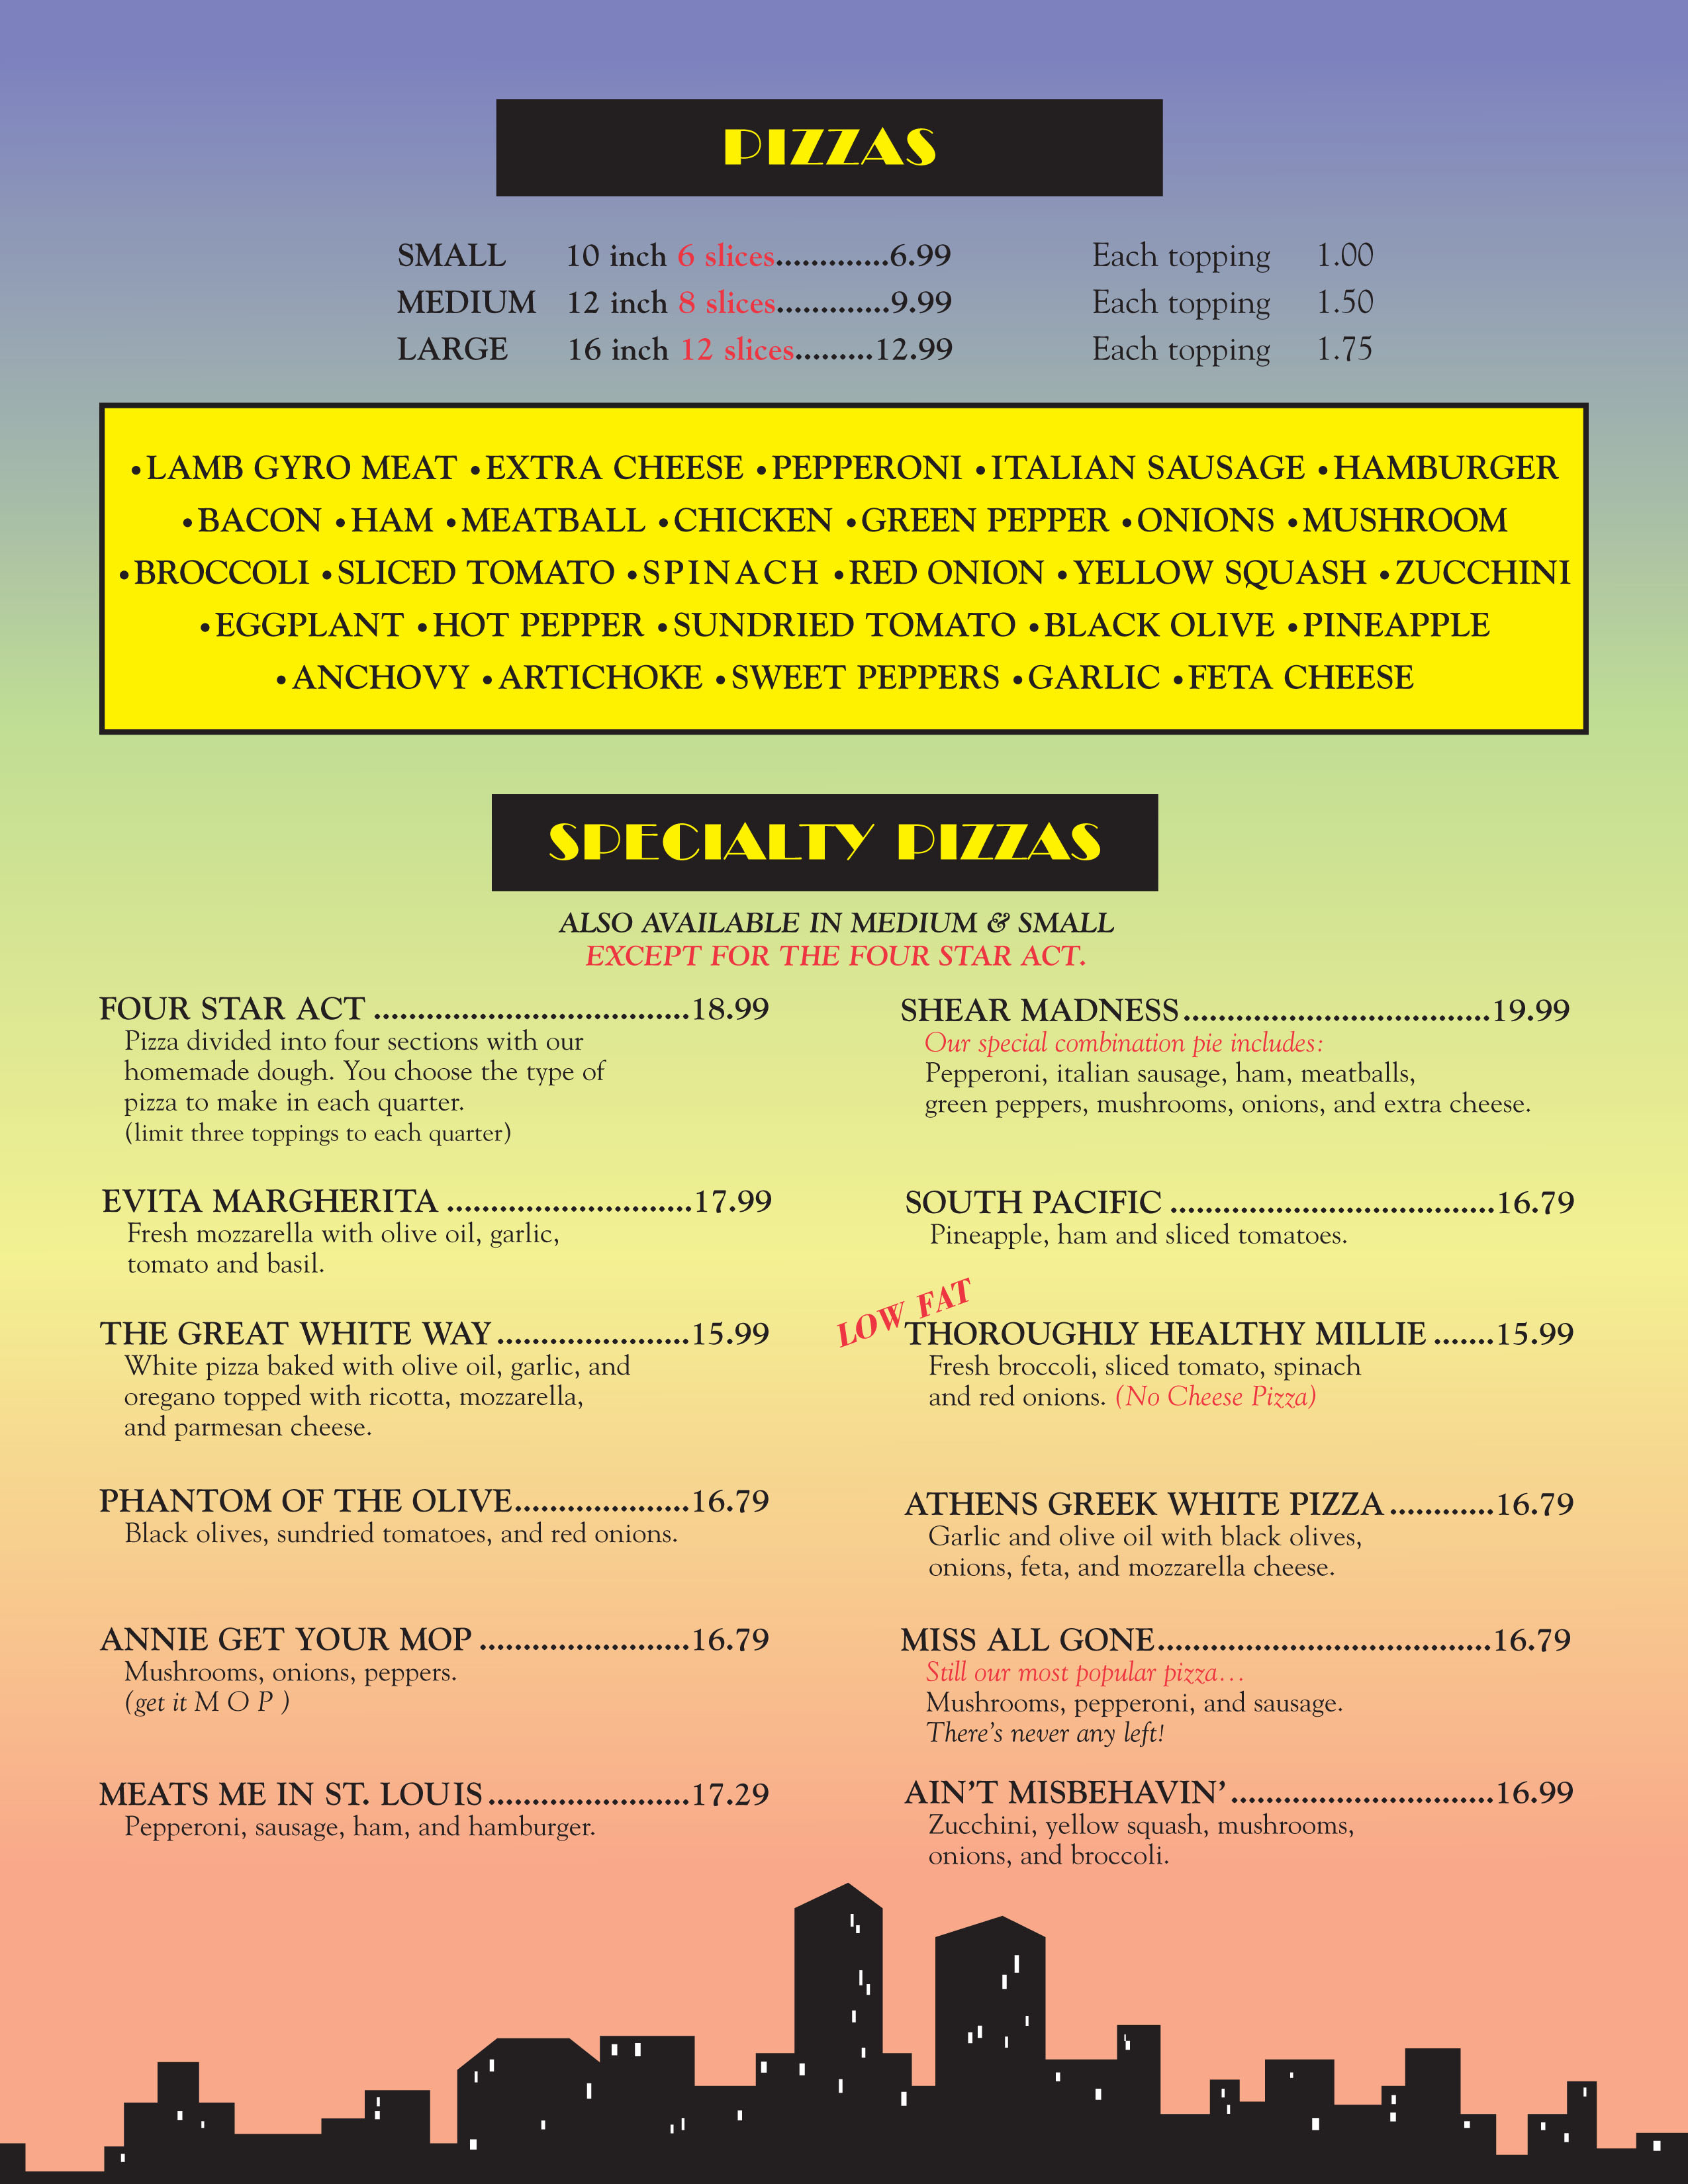 PIZZAS
SMALL 10 inch 6 slices.............6.99 Each topping 1.00
MEDIUM 12 inch 8 slices.............9.99 Each topping 1.50
LARGE 16 inch 12 slices.........12.99 Each topping 1.75
•LAMB GYRO MEAT •EXTRA CHEESE •PEPPERONI •ITALIAN SAUSAGE •HAMBURGER
•BACON •HAM •MEATBALL •CHICKEN •GREEN PEPPER •ONIONS •MUSHROOM
•BROCCOLI •SLICED TOMATO •SPINACH •RED ONION •YELLOW SQUASH •ZUCCHINI
•EGGPLANT •HOT PEPPER •SUNDRIED TOMATO •BLACK OLIVE •PINEAPPLE
•ANCHOVY •ARTICHOKE •SWEET PEPPERS •GARLIC •FETA CHEESE
SPECIALTY PIZZAS
ALSO AVAILABLE IN MEDIUM & SMALL
EXCEPT FOR THE FOUR STAR ACT.
FOUR STAR ACT ....................................18.99
Pizza divided into four sections with our
homemade dough. You choose the type of
pizza to make in each quarter.
(limit three toppings to each quarter)
EVITA MARGHERITA ............................17.99
Fresh mozzarella with olive oil, garlic,
tomato and basil.
THE GREAT WHITE WAY......................15.99
White pizza baked with olive oil, garlic, and
oregano topped with ricotta, mozzarella,
and parmesan cheese.
PHANTOM OF THE OLIVE....................16.79
Black olives, sundried tomatoes, and red onions.
ANNIE GET YOUR MOP ........................16.79
Mushrooms, onions, peppers.
(get it M O P )
MEATS ME IN ST. LOUIS.......................17.29
Pepperoni, sausage, ham, and hamburger.
SHEAR MADNESS...................................19.99
Our special combination pie includes:
Pepperoni, italian sausage, ham, meatballs,
green peppers, mushrooms, onions, and extra cheese.
SOUTH PACIFIC .....................................16.79
Pineapple, ham and sliced tomatoes.
LOW FAT
THOROUGHLY HEALTHY MILLIE .......15.99
Fresh broccoli, sliced tomato, spinach
and red onions. (No Cheese Pizza)
ATHENS GREEK WHITE PIZZA............16.79
Garlic and olive oil with black olives,
onions, feta, and mozzarella cheese.
MISS ALL GONE......................................16.79
Still our most popular pizza…
Mushrooms, pepperoni, and sausage.
There's never any left!
AIN'T MISBEHAVIN'..............................16.99
Zucchini, yellow squash, mushrooms,
onions, and broccoli.